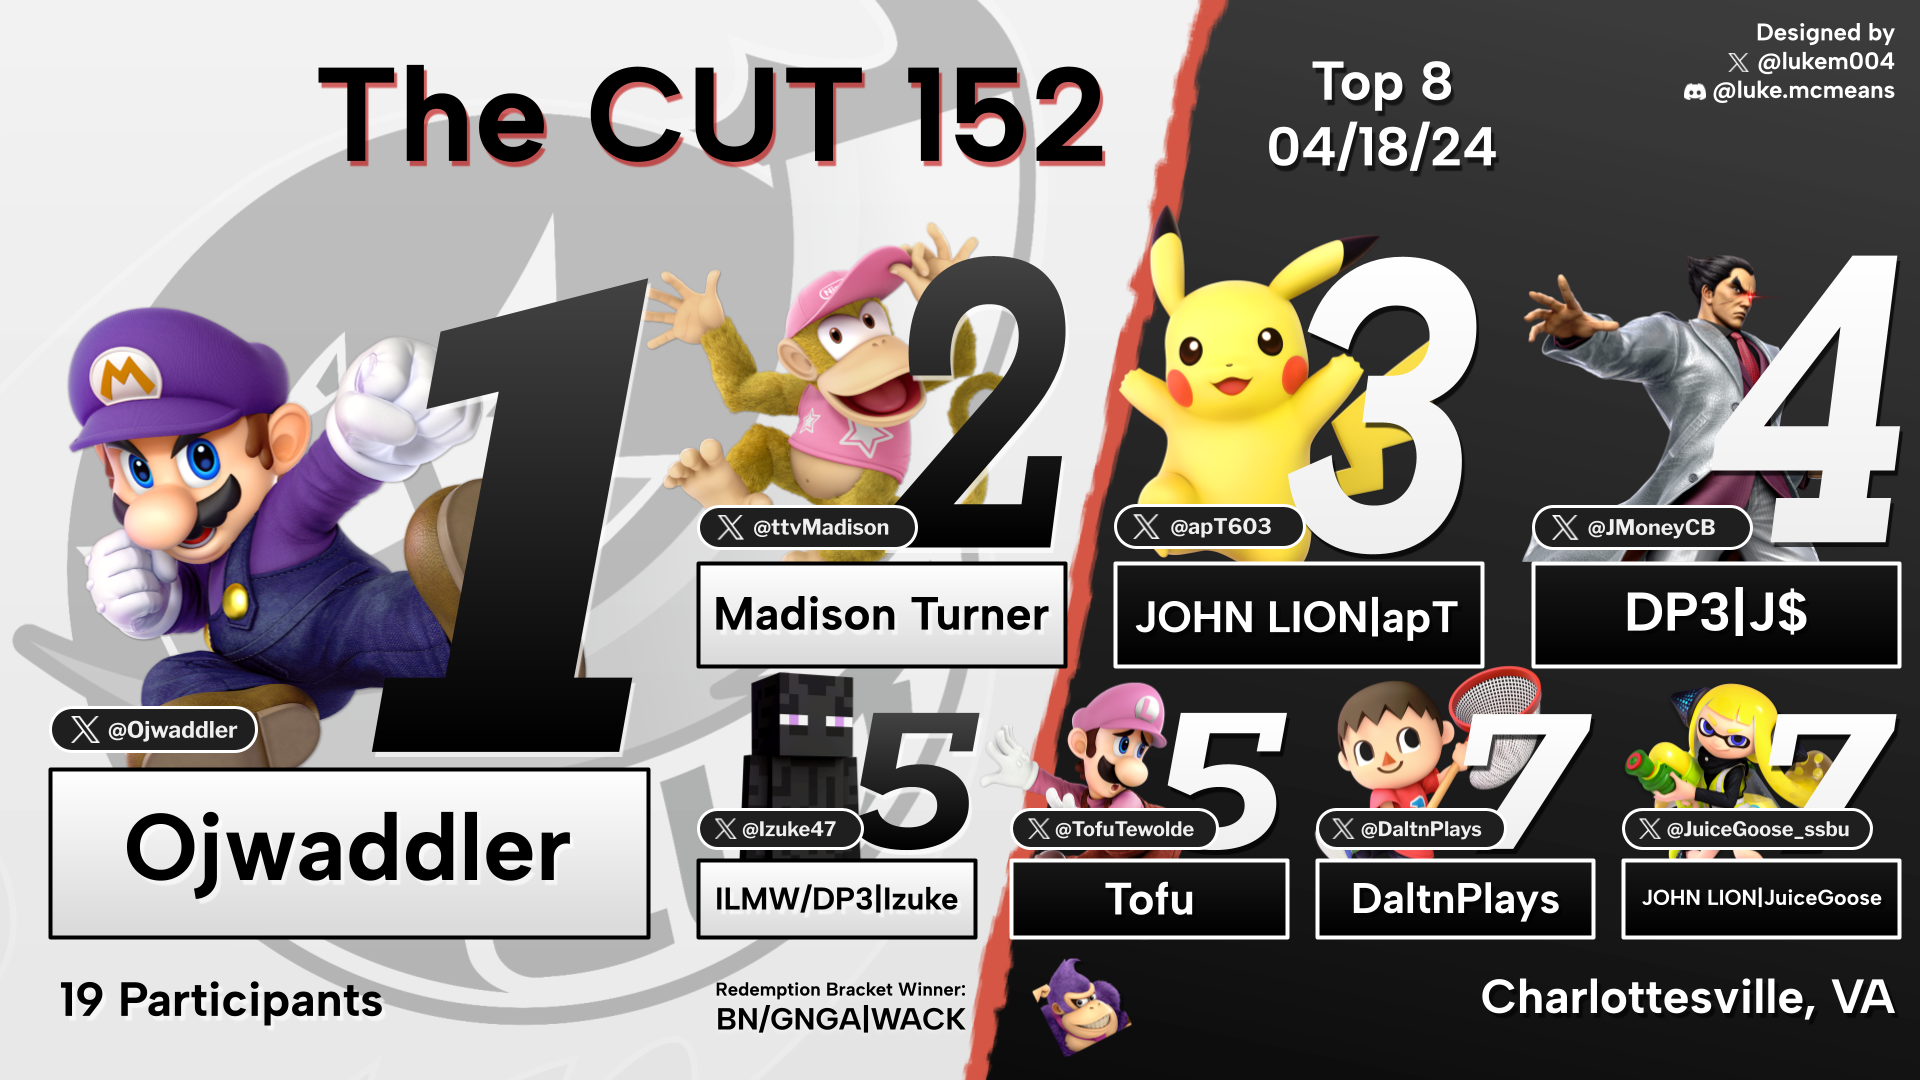 The CUT 152
Top 8
04/18/24
Designed by
@lukem004
@luke.mcmeans
1
@Ojwaddler
Ojwaddler
2
@ttvMadison
Madison Turner
3
@apT603
JOHN LION|apT
4
@JMoneyCB
DP3|J$
5
@Izuke47
ILMW/DP3|Izuke
5
@TofuTewolde
Tofu
7
@DaltnPlays
DaltnPlays
7
@JuiceGoose_ssbu
JOHN LION|JuiceGoose
19 Participants
Redemption Bracket Winner:
BN/GNGA|WACK
Charlottesville, VA